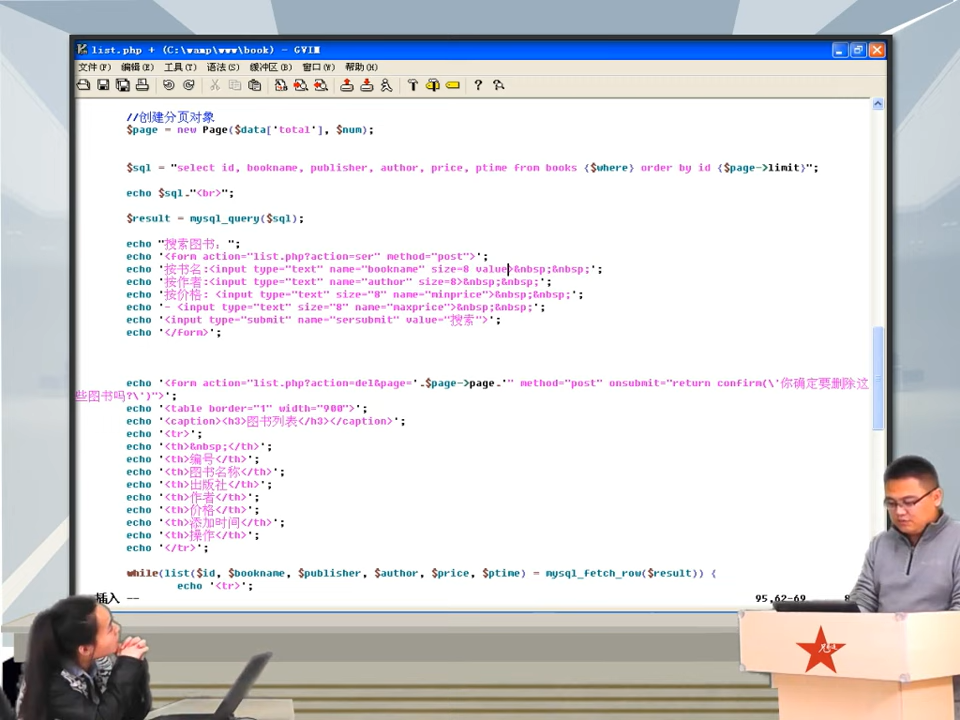 list.php + (C:\wamp\www\book) - GVIM
文件(F) 编辑(E) 工具(T) 语法(S) 缓冲区(B) 窗口(W) 帮助(H)
//创建分页对象
$page = new Page($data['total'], $num);
$sql = "select id, bookname, publisher, author, price, ptime from books {$where} order by id {$page->limit}";
echo $sql."<br>";
$result = mysql_query($sql);
echo "搜索图书：";
echo '<form action="list.php?action=ser" method="post">';
echo '按书名:<input type="text" name="bookname" size=8 value>&nbsp;&nbsp;';
echo '按作者:<input type="text" name="author" size=8>&nbsp;&nbsp;';
echo '按价格: <input type="text" size="8" name="minprice">&nbsp;&nbsp;';
echo '- <input type="text" size="8" name="maxprice">&nbsp;&nbsp;';
echo '<input type="submit" name="sersubmit" value="搜索">';
echo '</form>';
echo '<form action="list.php?action=del&page='.$page->page.'" method="post" onsubmit="return confirm(\'你确定要删除这
些图书吗?\')">';
echo '<table border="1" width="900">';
echo '<caption><h3>图书列表</h3></caption>';
echo '<tr>';
echo '<th>&nbsp;</th>';
echo '<th>编号</th>';
echo '<th>图书名称</th>';
echo '<th>出版社</th>';
echo '<th>作者</th>';
echo '<th>价格</th>';
echo '<th>添加时间</th>';
echo '<th>操作</th>';
echo '</tr>';
while(list($id, $bookname, $publisher, $author, $price, $ptime) = mysql_fetch_row($result)) {
echo '<tr>';
插入 --
95,62-69